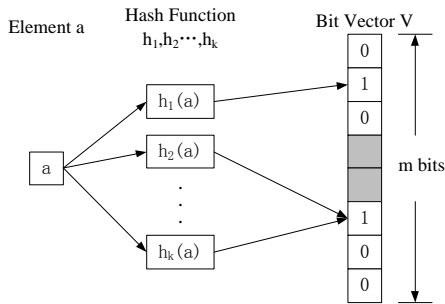 Element a
Hash Function
h₁,h₂⋯,hₖ
Bit Vector V
a
h₁(a)
h₂(a)
.
.
.
hₖ(a)
0
1
0
1
0
0
m bits